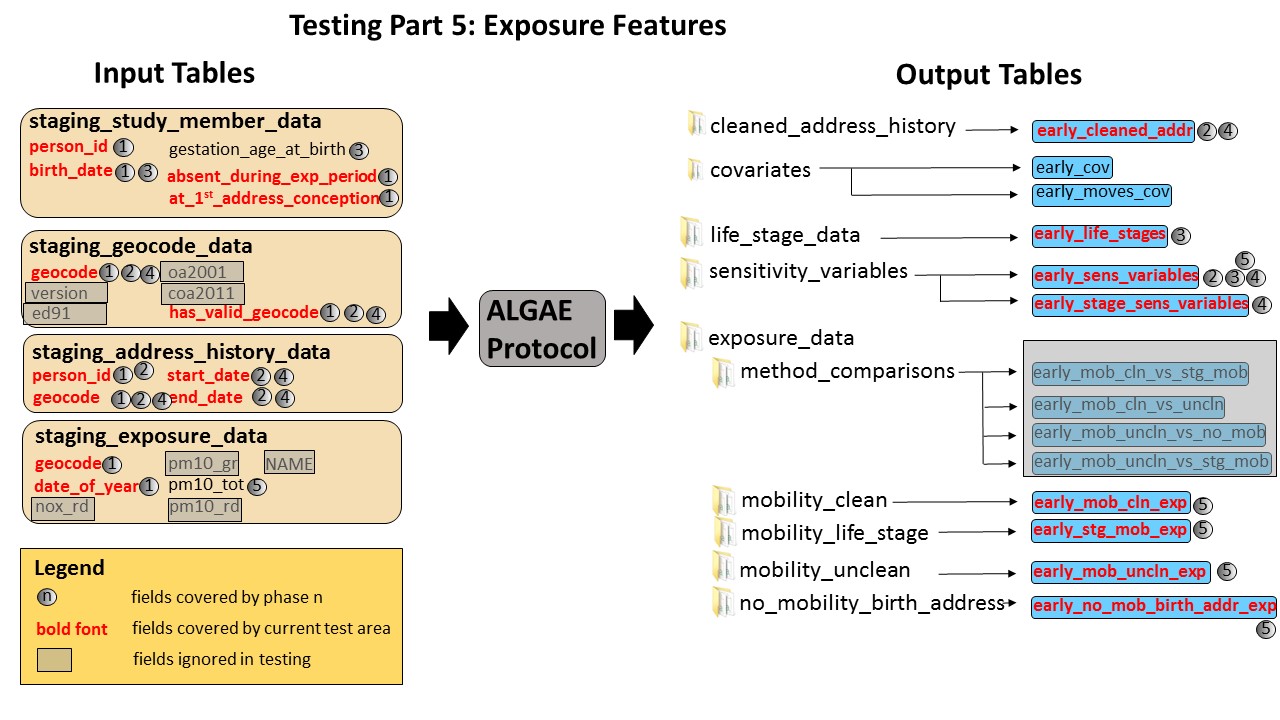 Testing Part 5: Exposure Features
Input Tables
staging_study_member_data
person_id 1
gestation_age_at_birth 3
birth_date 1 3
absent_during_exp_period 1
at_1st_address_conception 1
staging_geocode_data
geocode 1 2 4 oa2001
version coa2011
ed91 has_valid_geocode 1 2 4
staging_address_history_data
person_id 1 2 start_date 2 4
geocode 1 2 4 end_date 2 4
staging_exposure_data
geocode 1 pm10_gr NAME
date_of_year 1 pm10_tot 5
nox_rd pm10_rd
Legend
n fields covered by phase n
bold font fields covered by current test area
fields ignored in testing
ALGAE
Protocol
Output Tables
cleaned_address_history early_cleaned_addr 2 4
covariates early_cov
early_moves_cov
life_stage_data early_life_stages 3
sensitivity_variables early_sens_variables 2 3 4 5
early_stage_sens_variables 4
exposure_data
method_comparisons early_mob_cln_vs_stg_mob
early_mob_cln_vs_uncln
early_mob_uncln_vs_no_mob
early_mob_uncln_vs_stg_mob
mobility_clean early_mob_cln_exp 5
mobility_life_stage early_stg_mob_exp 5
mobility_unclean early_mob_uncln_exp 5
no_mobility_birth_address early_no_mob_birth_addr_exp
5